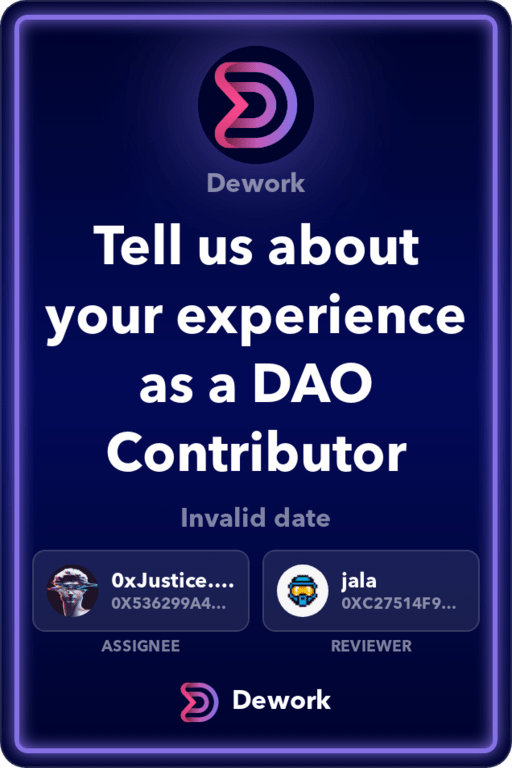 Dework
Tell us about
your experience
as a DAO
Contributor
Invalid date
0xJustice....
0X536299A4...
jala
0XC27514F9...
ASSIGNEE
REVIEWER
Dework